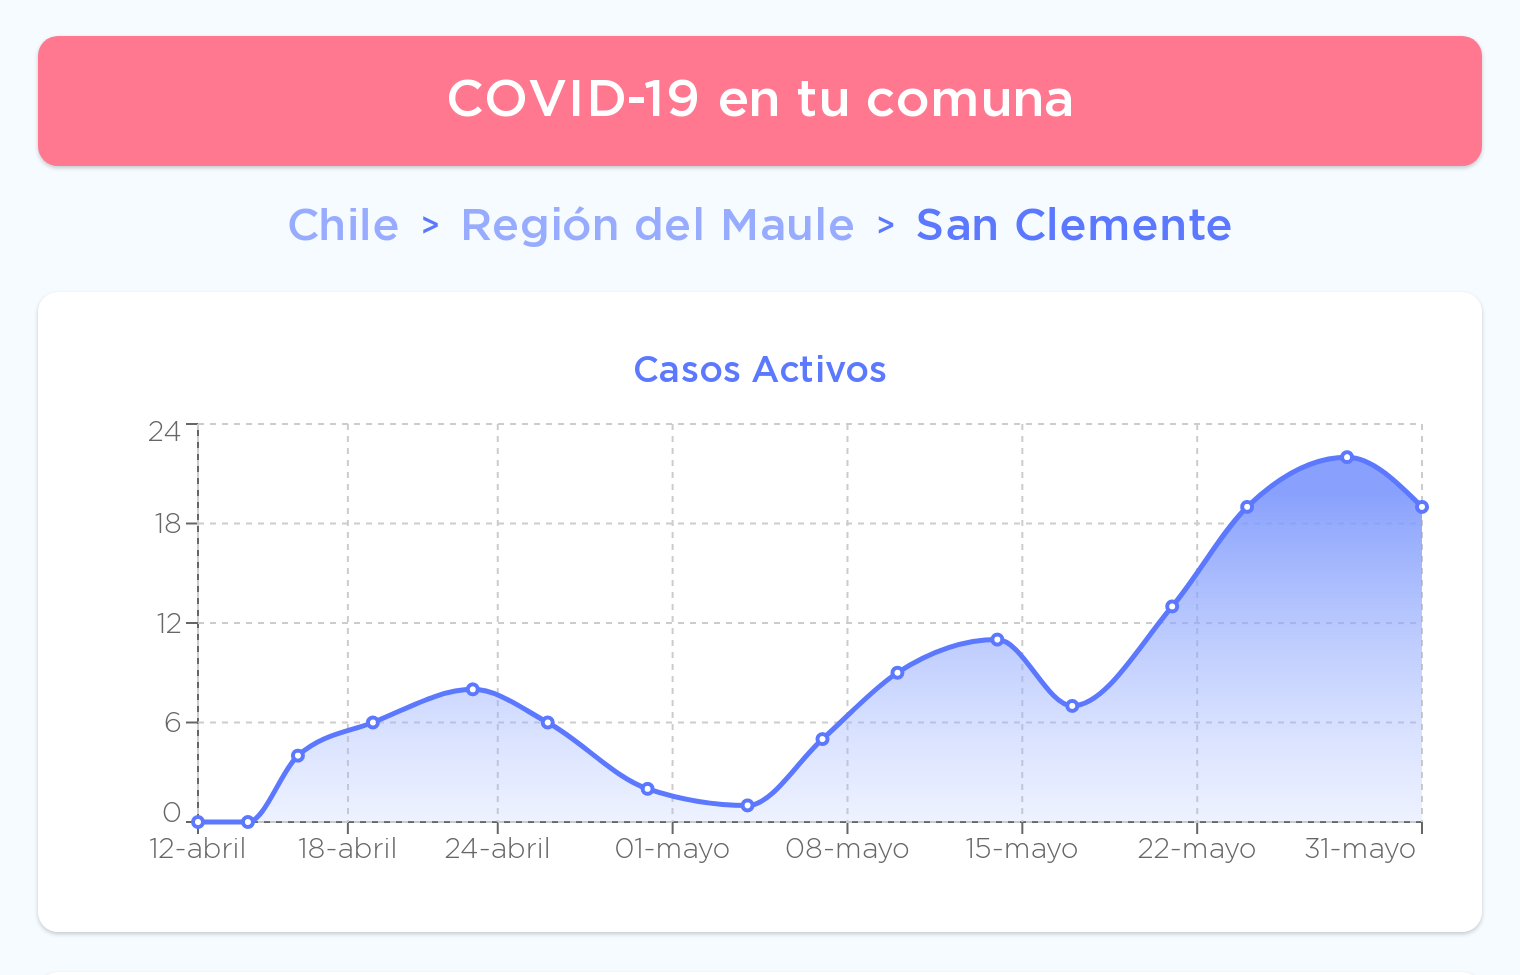 COVID-19 en tu comuna
Chile > Región del Maule > San Clemente
Casos Activos
24
18
12
6
0
12-abril 18-abril 24-abril 01-mayo 08-mayo 15-mayo 22-mayo 31-mayo